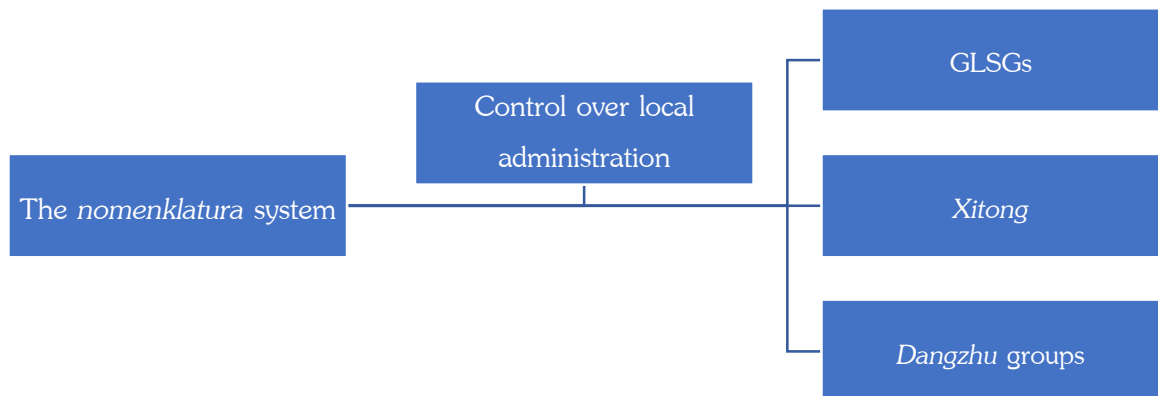 The nomenklatura system
Control over local
administration
GLSGs
Xitong
Dangzhu groups